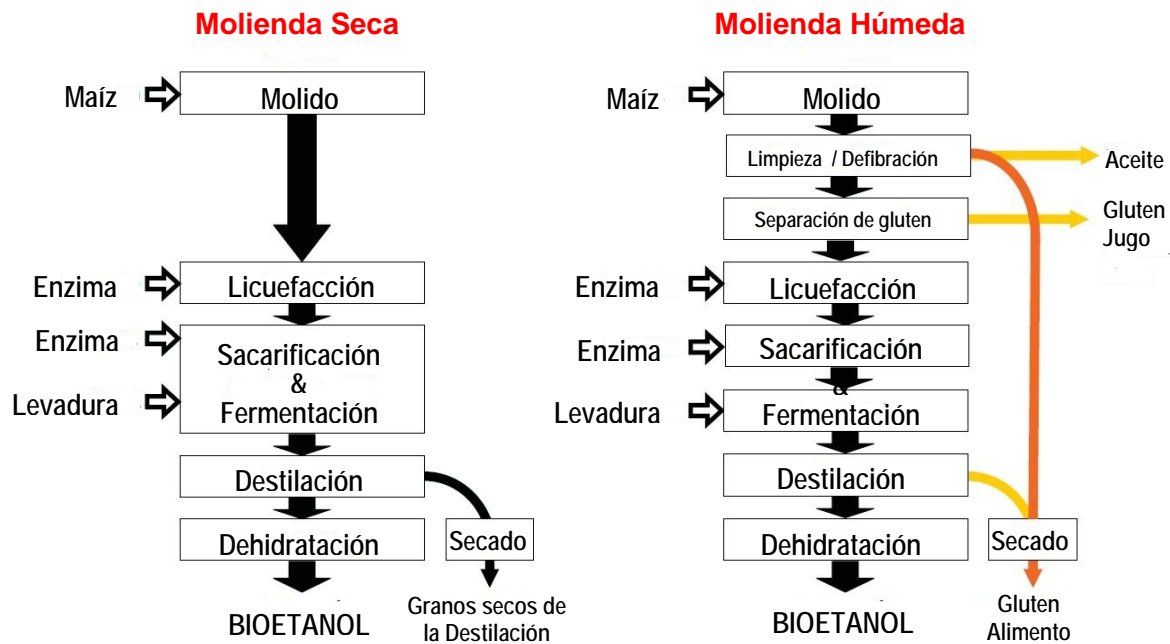 Molienda Seca
Maíz
Molido
Enzima
Licuefacción
Enzima
Sacarificación
&
Fermentación
Levadura
Destilación
Dehidratación
Secado
BIOETANOL
Granos secos de
la Destilación
Molienda Húmeda
Maíz
Molido
Limpieza / Defibración
Aceite
Separación de gluten
Gluten
Jugo
Enzima
Licuefacción
Enzima
Sacarificación
&
Levadura
Fermentación
Destilación
Dehidratación
Secado
BIOETANOL
Gluten
Alimento